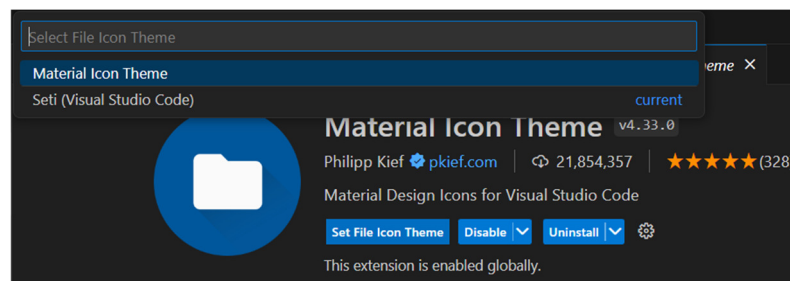 Select File Icon Theme
Material Icon Theme
Seti (Visual Studio Code) current
eme ×
Material Icon Theme v4.33.0
Philipp Kief pkief.com 21,854,357 ★★★★★(328
Material Design Icons for Visual Studio Code
Set File Icon Theme Disable Uninstall
This extension is enabled globally.